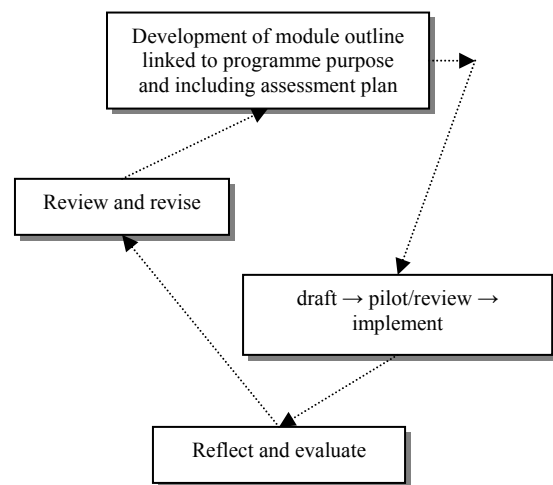 Development of module outline
linked to programme purpose
and including assessment plan
Review and revise
draft → pilot/review →
implement
Reflect and evaluate